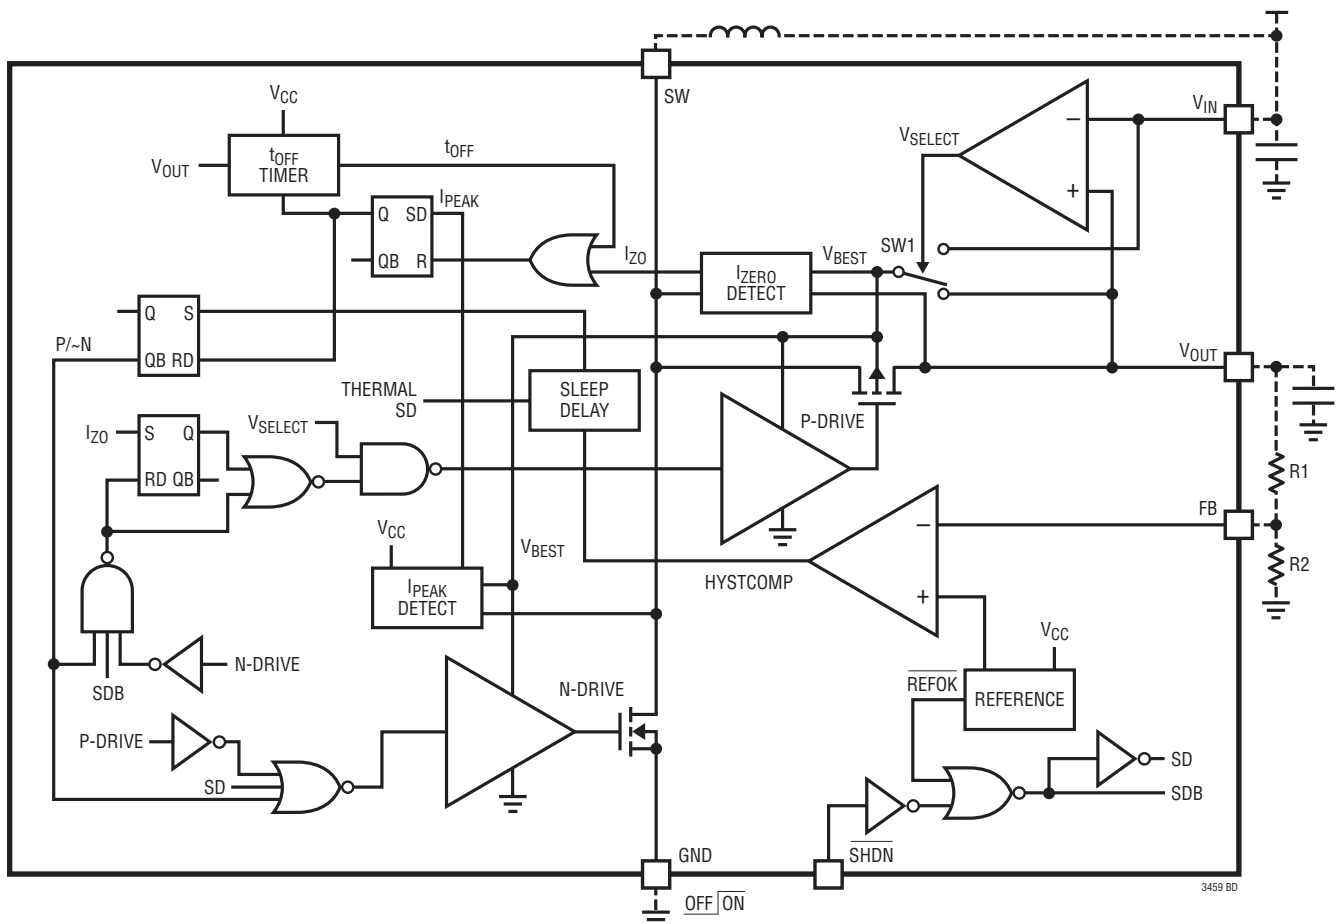 SW
VCC
VIN
VSELECT
−
+
VOUT
tOFF
TIMER
tOFF
IPEAK
Q SD
QB R
IZO
IZERO
DETECT
VBEST
SW1
Q S
QB RD
P/~N
VOUT
THERMAL
SD
SLEEP
DELAY
P-DRIVE
IZO
S Q
RD QB
VSELECT
R1
FB
−
+
HYSTCOMP
R2
VCC
VBEST
IPEAK
DETECT
VCC
REFOK
REFERENCE
N-DRIVE
SDB
N-DRIVE
P-DRIVE
SD
SD
SDB
GND
SHDN
OFF ON
3459 BD